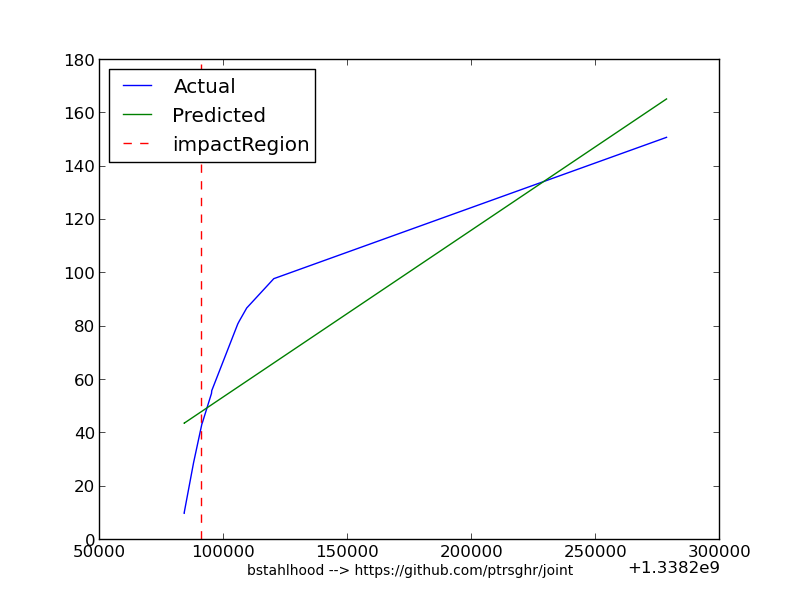 180
160
140
120
100
80
60
40
20
0
Actual
Predicted
impactRegion
50000 100000 150000 200000 250000 300000
+1.3382e9
bstahlhood --> https://github.com/ptrsghr/joint